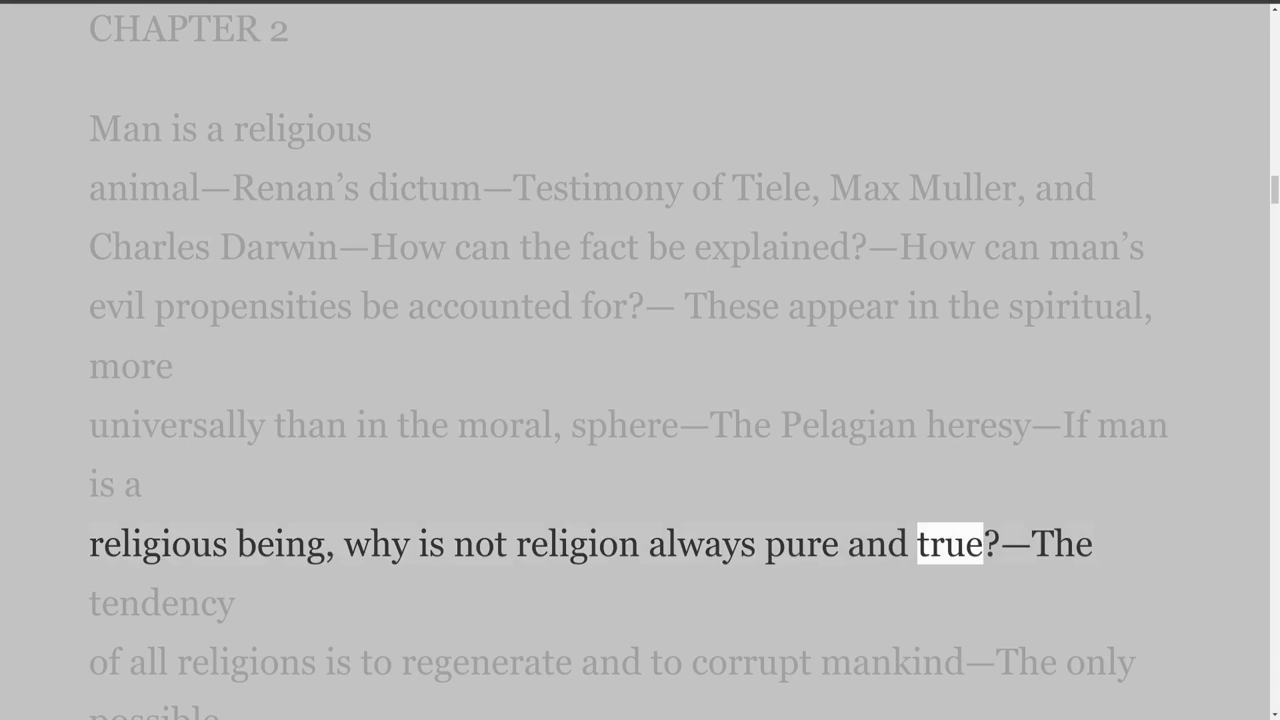 CHAPTER 2
Man is a religious
animal—Renan’s dictum—Testimony of Tiele, Max Muller, and
Charles Darwin—How can the fact be explained?—How can man’s
evil propensities be accounted for?— These appear in the spiritual,
more
universally than in the moral, sphere—The Pelagian heresy—If man
is a
religious being, why is not religion always pure and true?—The
tendency
of all religions is to regenerate and to corrupt mankind—The only
possible